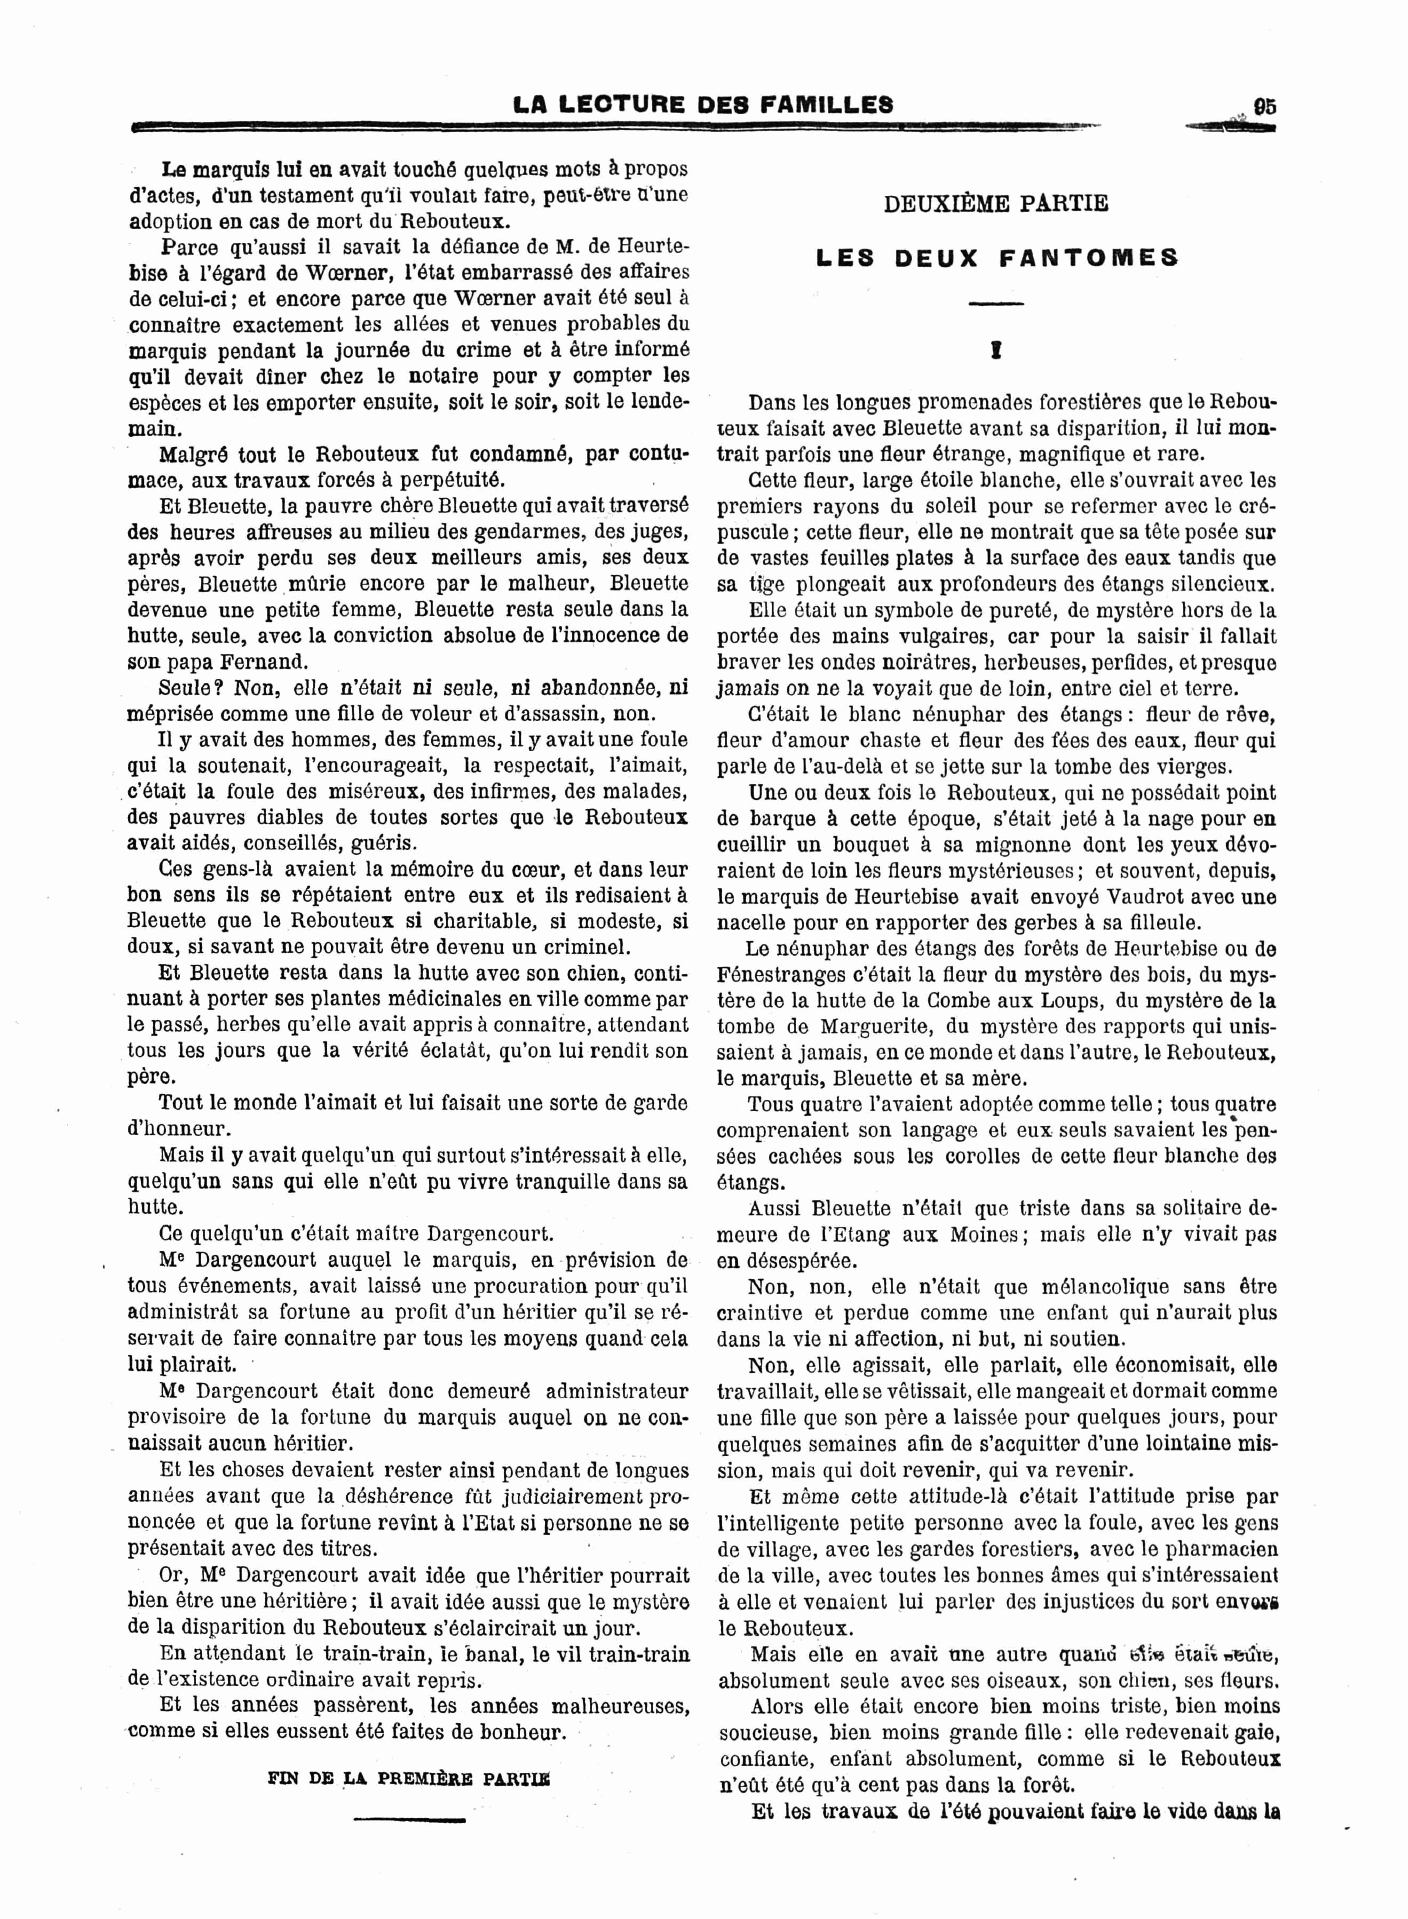 LA LECTURE DES FAMILLES
95
Le marquis lui en avait touché quelques mots à propos
d'actes, d'un testament qu'il voulait faire, peut-être d'une
adoption en cas de mort du Rebouteux.
Parce qu'aussi il savait la défiance de M. de Heurte-
bise à l'égard de Wœrner, l'état embarrassé des affaires
de celui-ci ; et encore parce que Wœrner avait été seul à
connaître exactement les allées et venues probables du
marquis pendant la journée du crime et à être informé
qu'il devait dîner chez le notaire pour y compter les
espèces et les emporter ensuite, soit le soir, soit le lende-
main.
Malgré tout le Rebouteux fut condamné, par contu-
mace, aux travaux forcés à perpétuité.
Et Bleuette, la pauvre chère Bleuette qui avait traversé
des heures affreuses au milieu des gendarmes, des juges,
après avoir perdu ses deux meilleurs amis, ses deux
pères, Bleuette mûrie encore par le malheur, Bleuette
devenue une petite femme, Bleuette resta seule dans la
hutte, seule, avec la conviction absolue de l'innocence de
son papa Fernand.
Seule ? Non, elle n'était ni seule, ni abandonnée, ni
méprisée comme une fille de voleur et d'assassin, non.
Il y avait des hommes, des femmes, il y avait une foule
qui la soutenait, l'encourageait, la respectait, l'aimait,
c'était la foule des miséreux, des infirmes, des malades,
des pauvres diables de toutes sortes que le Rebouteux
avait aidés, conseillés, guéris.
Ces gens-là avaient la mémoire du cœur, et dans leur
bon sens ils se répétaient entre eux et ils redisaient à
Bleuette que le Rebouteux si charitable, si modeste, si
doux, si savant ne pouvait être devenu un criminel.
Et Bleuette resta dans la hutte avec son chien, conti-
nuant à porter ses plantes médicinales en ville comme par
le passé, herbes qu'elle avait appris à connaître, attendant
tous les jours que la vérité éclatât, qu'on lui rendit son
père.
Tout le monde l'aimait et lui faisait une sorte de garde
d'honneur.
Mais il y avait quelqu'un qui surtout s'intéressait à elle,
quelqu'un sans qui elle n'eût pu vivre tranquille dans sa
hutte.
Ce quelqu'un c'était maître Dargencourt.
Me Dargencourt auquel le marquis, en prévision de
tous événements, avait laissé une procuration pour qu'il
administrât sa fortune au profit d'un héritier qu'il se ré-
servait de faire connaître par tous les moyens quand cela
lui plairait.
Me Dargencourt était donc demeuré administrateur
provisoire de la fortune du marquis auquel on ne con-
naissait aucun héritier.
Et les choses devaient rester ainsi pendant de longues
années avant que la déshérence fût judiciairement pro-
noncée et que la fortune revînt à l'Etat si personne ne se
présentait avec des titres.
Or, Me Dargencourt avait idée que l'héritier pourrait
bien être une héritière ; il avait idée aussi que le mystère
de la disparition du Rebouteux s'éclaircirait un jour.
En attendant le train-train, le banal, le vil train-train
de l'existence ordinaire avait repris.
Et les années passèrent, les années malheureuses,
comme si elles eussent été faites de bonheur.
FIN DE LA PREMIÈRE PARTIE
DEUXIÈME PARTIE
LES DEUX FANTOMES
I
Dans les longues promenades forestières que le Rebou-
teux faisait avec Bleuette avant sa disparition, il lui mon-
trait parfois une fleur étrange, magnifique et rare.
Cette fleur, large étoile blanche, elle s'ouvrait avec les
premiers rayons du soleil pour se refermer avec le cré-
puscule ; cette fleur, elle ne montrait que sa tête posée sur
de vastes feuilles plates à la surface des eaux tandis que
sa tige plongeait aux profondeurs des étangs silencieux.
Elle était un symbole de pureté, de mystère hors de la
portée des mains vulgaires, car pour la saisir il fallait
braver les ondes noirâtres, herbeuses, perfides, et presque
jamais on ne la voyait que de loin, entre ciel et terre.
C'était le blanc nénuphar des étangs : fleur de rêve,
fleur d'amour chaste et fleur des fées des eaux, fleur qui
parle de l'au-delà et se jette sur la tombe des vierges.
Une ou deux fois le Rebouteux, qui ne possédait point
de barque à cette époque, s'était jeté à la nage pour en
cueillir un bouquet à sa mignonne dont les yeux dévo-
raient de loin les fleurs mystérieuses ; et souvent, depuis,
le marquis de Heurtebise avait envoyé Vaudrot avec une
nacelle pour en rapporter des gerbes à sa filleule.
Le nénuphar des étangs des forêts de Heurtebise ou de
Fénestranges c'était la fleur du mystère des bois, du mys-
tère de la hutte de la Combe aux Loups, du mystère de la
tombe de Marguerite, du mystère des rapports qui unis-
saient à jamais, en ce monde et dans l'autre, le Rebouteux,
le marquis, Bleuette et sa mère.
Tous quatre l'avaient adoptée comme telle ; tous quatre
comprenaient son langage et eux seuls savaient les pen-
sées cachées sous les corolles de cette fleur blanche des
étangs.
Aussi Bleuette n'était que triste dans sa solitaire de-
meure de l'Etang aux Moines ; mais elle n'y vivait pas
en désespérée.
Non, non, elle n'était que mélancolique sans être
craintive et perdue comme une enfant qui n'aurait plus
dans la vie ni affection, ni but, ni soutien.
Non, elle agissait, elle parlait, elle économisait, elle
travaillait, elle se vêtissait, elle mangeait et dormait comme
une fille que son père a laissée pour quelques jours, pour
quelques semaines afin de s'acquitter d'une lointaine mis-
sion, mais qui doit revenir, qui va revenir.
Et même cette attitude-là c'était l'attitude prise par
l'intelligente petite personne avec la foule, avec les gens
de village, avec les gardes forestiers, avec le pharmacien
de la ville, avec toutes les bonnes âmes qui s'intéressaient
à elle et venaient lui parler des injustices du sort envers
le Rebouteux.
Mais elle en avait une autre quand elle était seule,
absolument seule avec ses oiseaux, son chien, ses fleurs.
Alors elle était encore bien moins triste, bien moins
soucieuse, bien moins grande fille : elle redevenait gaie,
confiante, enfant absolument, comme si le Rebouteux
n'eût été qu'à cent pas dans la forêt.
Et les travaux de l'été pouvaient faire le vide dans la